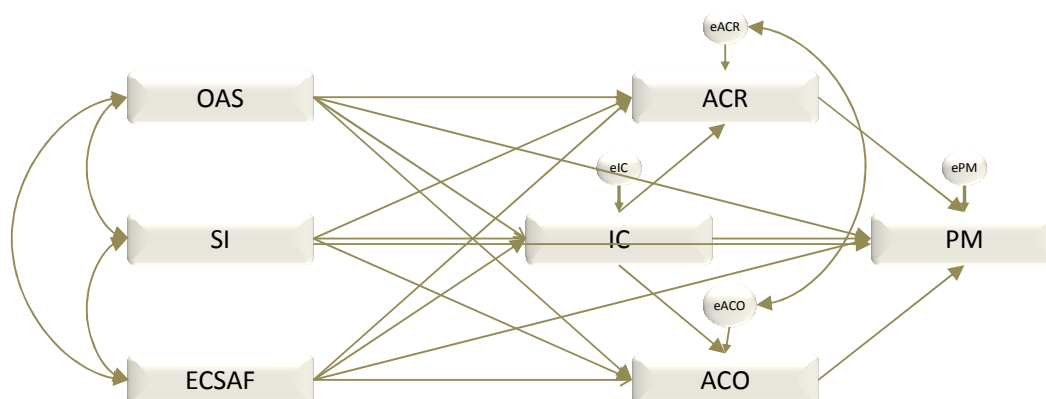 eACR
OAS
ACR
eIC
ePM
SI
IC
PM
eACO
ECSAF
ACO